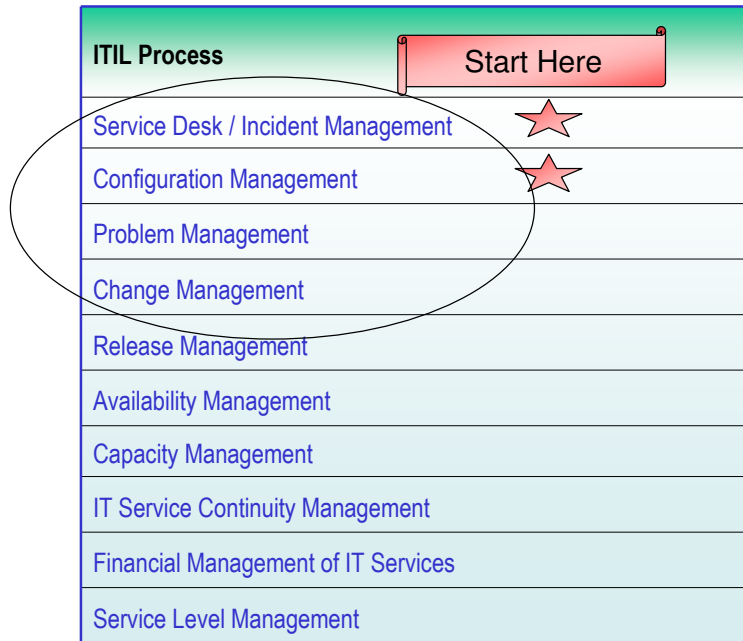 ITIL Process
Start Here
Service Desk / Incident Management
Configuration Management
Problem Management
Change Management
Release Management
Availability Management
Capacity Management
IT Service Continuity Management
Financial Management of IT Services
Service Level Management